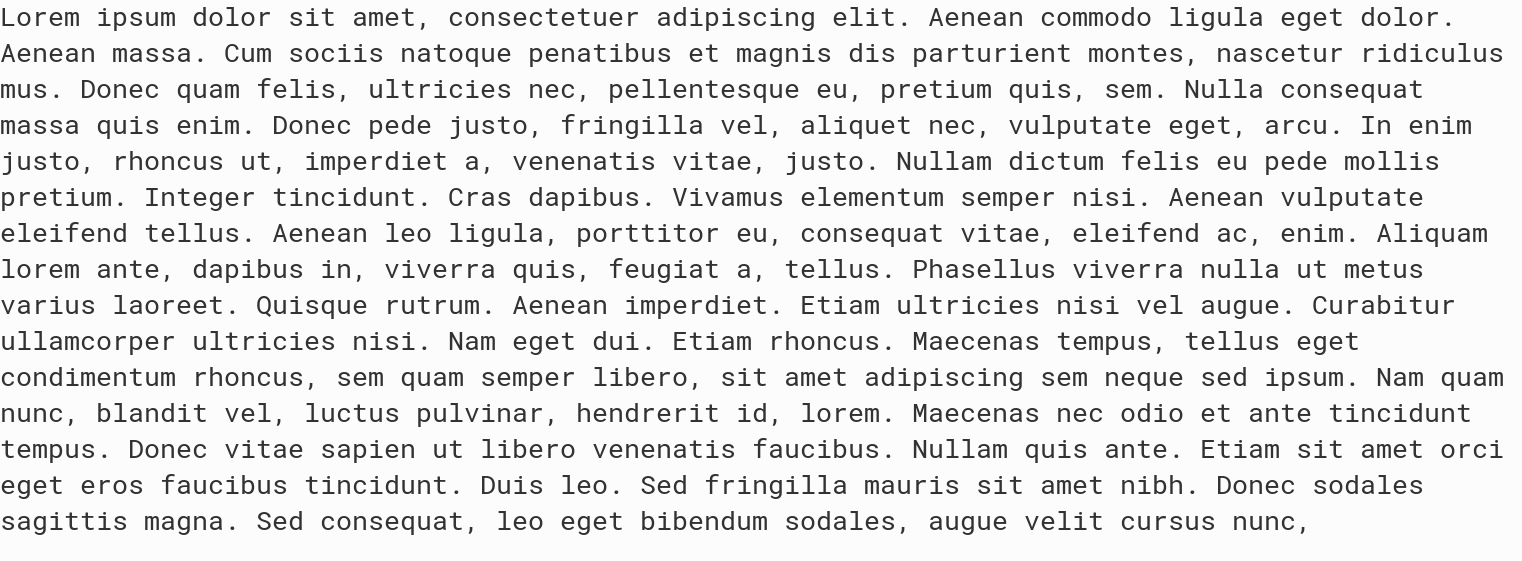 Lorem ipsum dolor sit amet, consectetuer adipiscing elit. Aenean commodo ligula eget dolor.
Aenean massa. Cum sociis natoque penatibus et magnis dis parturient montes, nascetur ridiculus
mus. Donec quam felis, ultricies nec, pellentesque eu, pretium quis, sem. Nulla consequat
massa quis enim. Donec pede justo, fringilla vel, aliquet nec, vulputate eget, arcu. In enim
justo, rhoncus ut, imperdiet a, venenatis vitae, justo. Nullam dictum felis eu pede mollis
pretium. Integer tincidunt. Cras dapibus. Vivamus elementum semper nisi. Aenean vulputate
eleifend tellus. Aenean leo ligula, porttitor eu, consequat vitae, eleifend ac, enim. Aliquam
lorem ante, dapibus in, viverra quis, feugiat a, tellus. Phasellus viverra nulla ut metus
varius laoreet. Quisque rutrum. Aenean imperdiet. Etiam ultricies nisi vel augue. Curabitur
ullamcorper ultricies nisi. Nam eget dui. Etiam rhoncus. Maecenas tempus, tellus eget
condimentum rhoncus, sem quam semper libero, sit amet adipiscing sem neque sed ipsum. Nam quam
nunc, blandit vel, luctus pulvinar, hendrerit id, lorem. Maecenas nec odio et ante tincidunt
tempus. Donec vitae sapien ut libero venenatis faucibus. Nullam quis ante. Etiam sit amet orci
eget eros faucibus tincidunt. Duis leo. Sed fringilla mauris sit amet nibh. Donec sodales
sagittis magna. Sed consequat, leo eget bibendum sodales, augue velit cursus nunc,